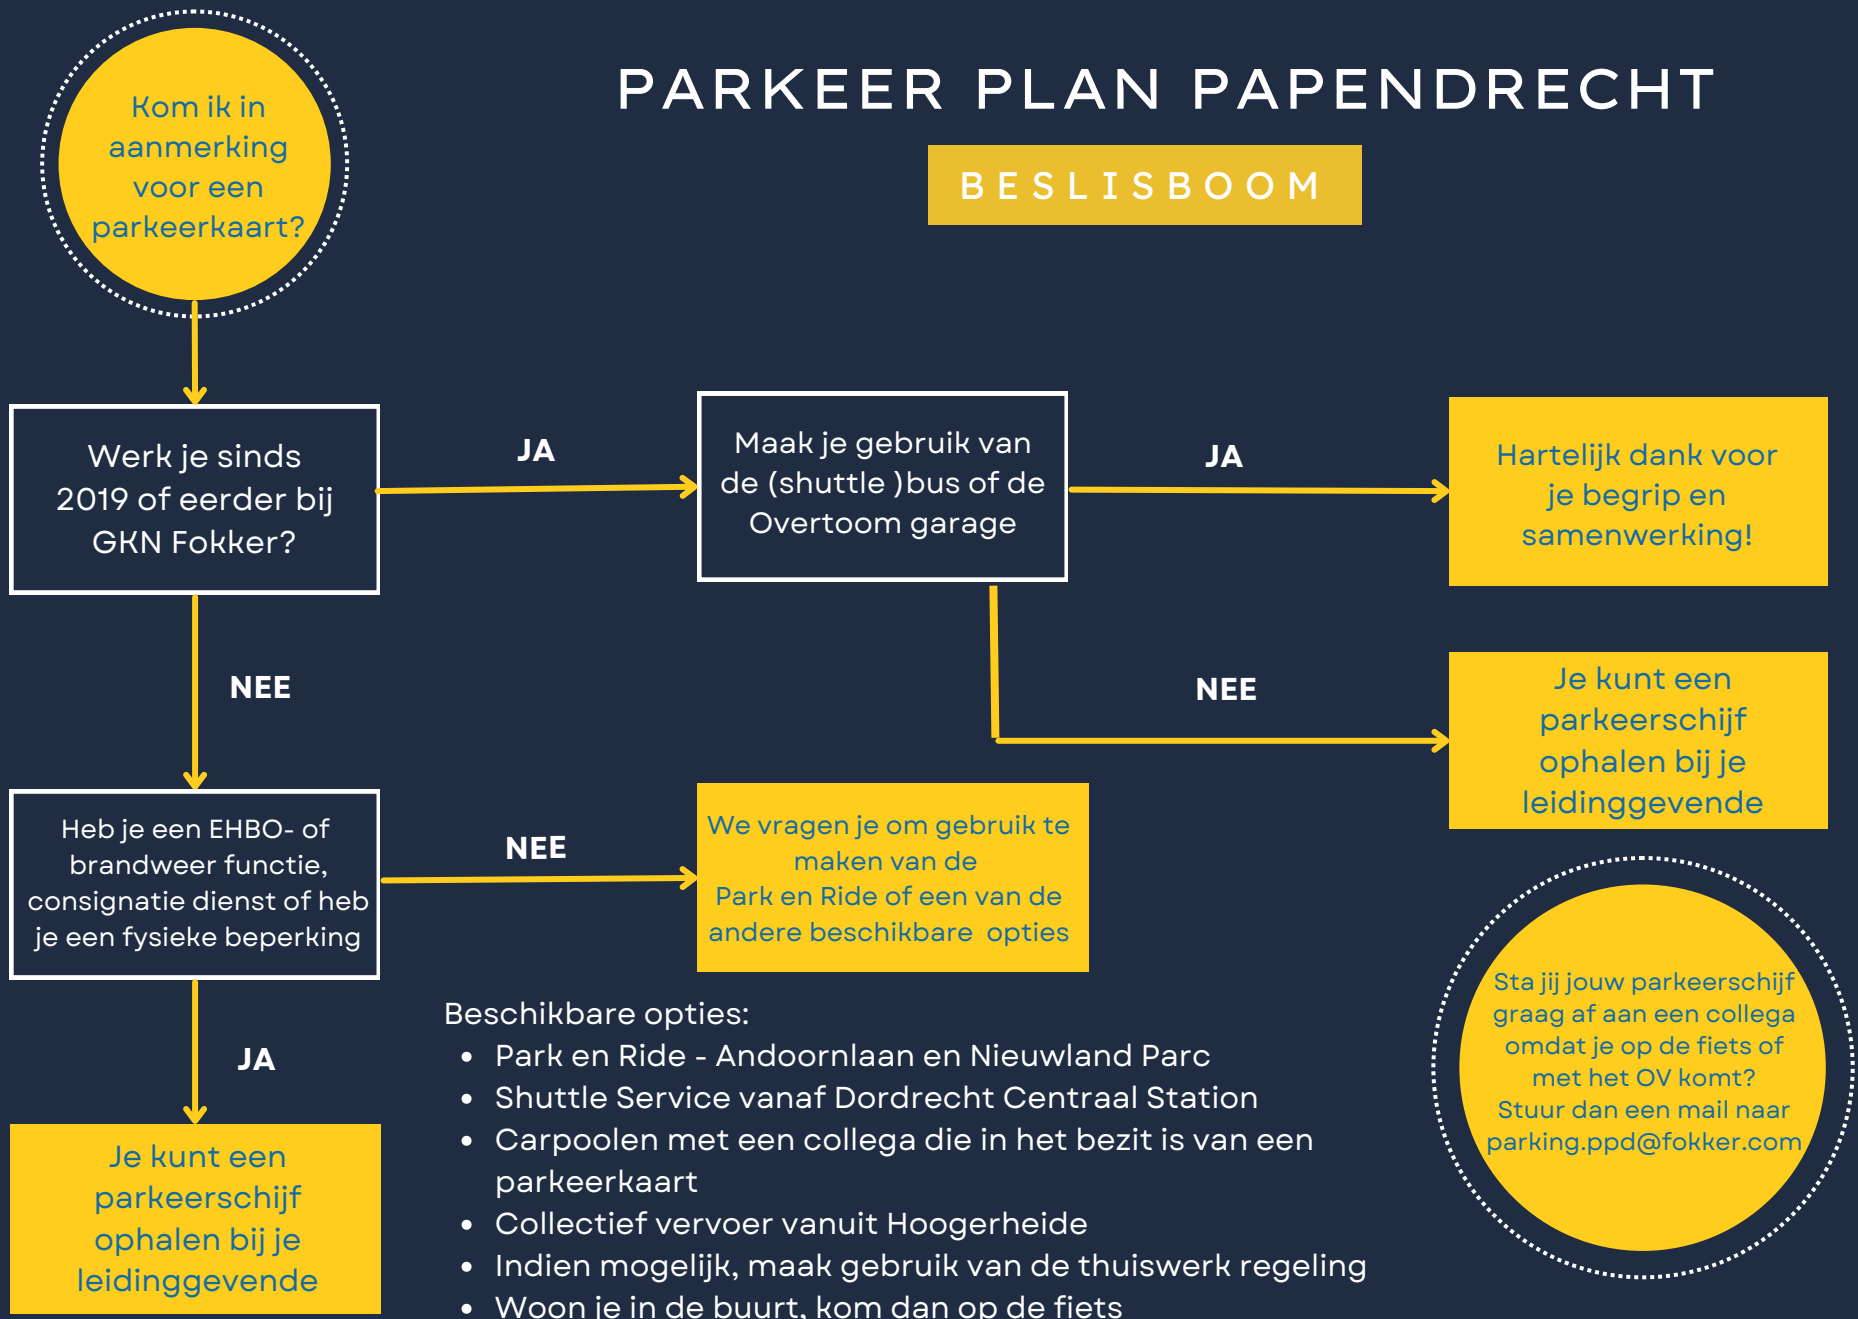 Kom ik in
aanmerking
voor een
parkeerkaart?
PARKEER PLAN PAPENDRECHT
BESLISBOOM
Werk je sinds
2019 of eerder bij
GKN Fokker?
JA
Maak je gebruik van
de (shuttle )bus of de
Overtoom garage
JA
Hartelijk dank voor
je begrip en
samenwerking!
NEE
NEE
Je kunt een
parkeerschijf
ophalen bij je
leidinggevende
Heb je een EHBO- of
brandweer functie,
consignatie dienst of heb
je een fysieke beperking
NEE
We vragen je om gebruik te
maken van de
Park en Ride of een van de
andere beschikbare opties
JA
Je kunt een
parkeerschijf
ophalen bij je
leidinggevende
Beschikbare opties:
• Park en Ride - Andoornlaan en Nieuwland Parc
• Shuttle Service vanaf Dordrecht Centraal Station
• Carpoolen met een collega die in het bezit is van een
parkeerkaart
• Collectief vervoer vanuit Hoogerheide
• Indien mogelijk, maak gebruik van de thuiswerk regeling
• Woon je in de buurt, kom dan op de fiets
Sta jij jouw parkeerschijf
graag af aan een collega
omdat je op de fiets of
met het OV komt?
Stuur dan een mail naar
parking.ppd@fokker.com